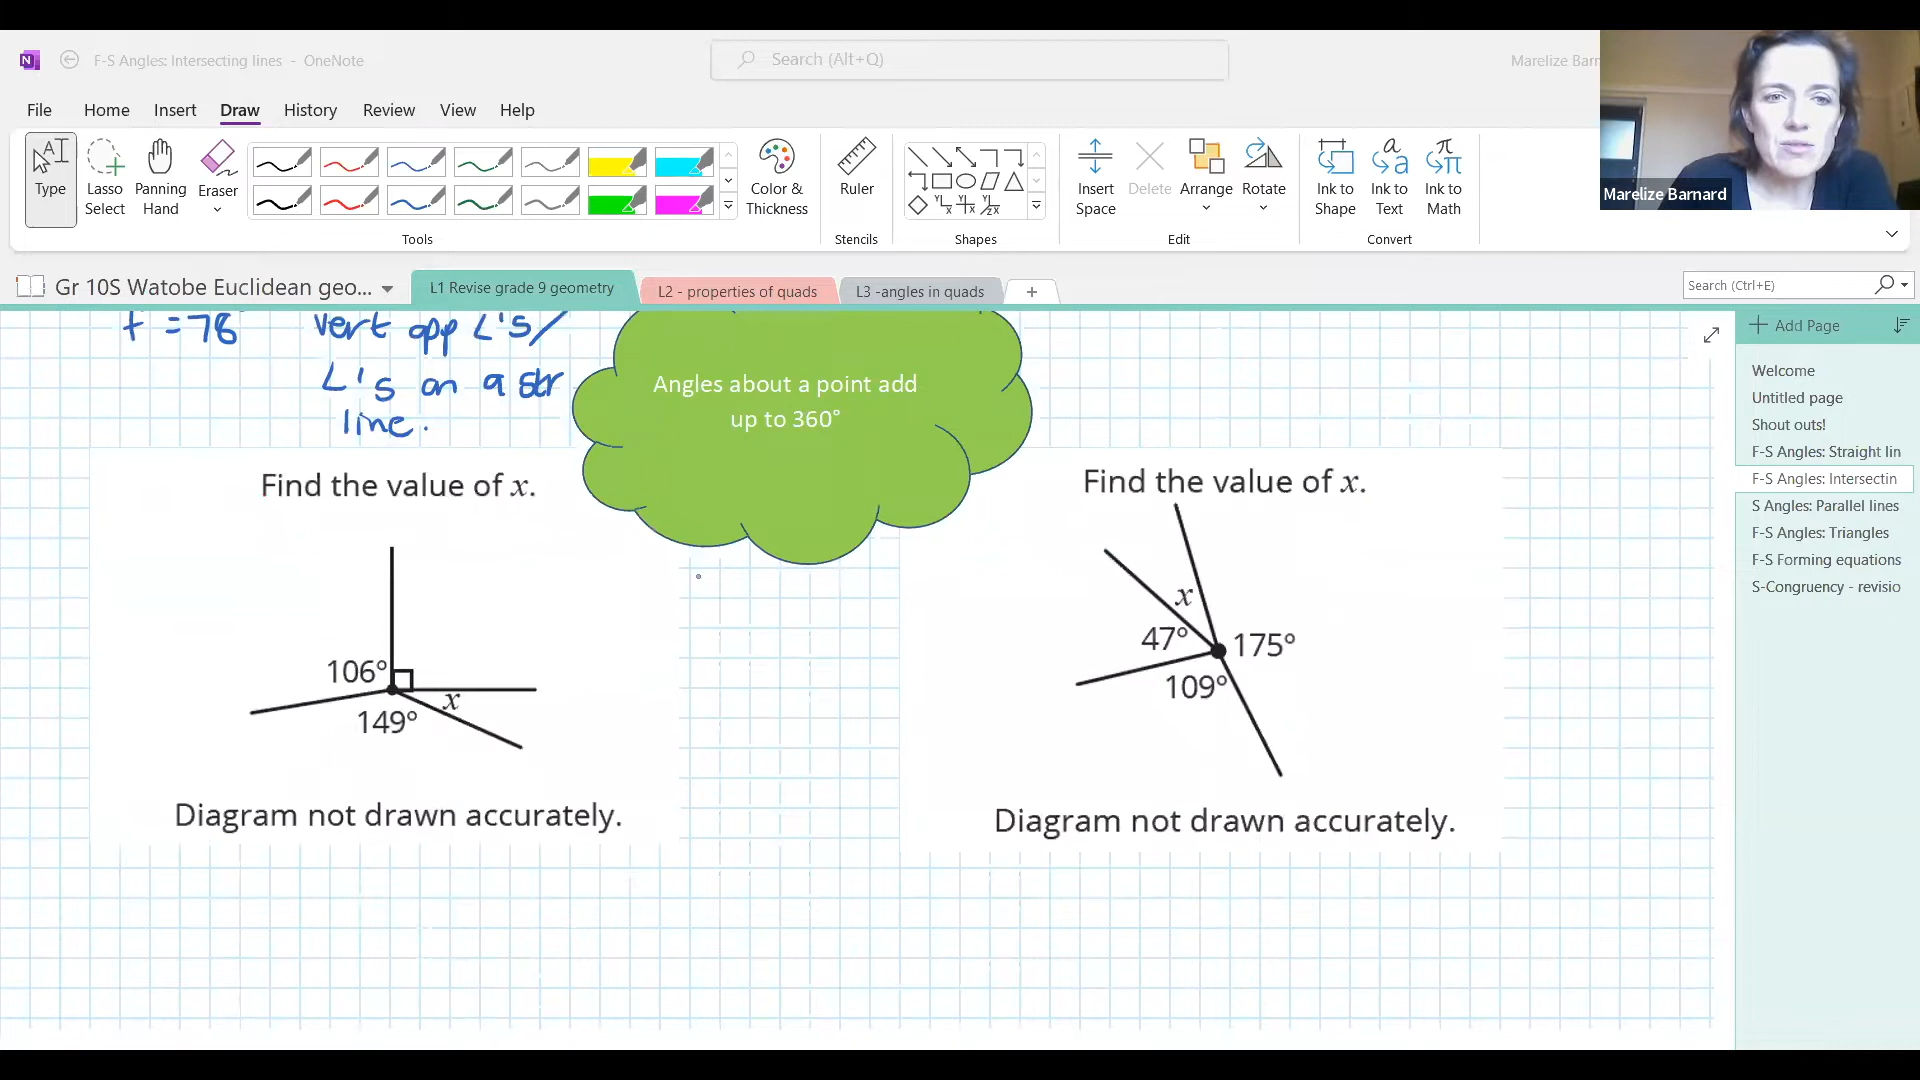 F-S Angles: Intersecting lines - OneNote
Search (Alt+Q)
Marelize Barn
File Home Insert Draw History Review View Help
Type
Lasso Select
Panning Hand
Eraser
Color & Thickness
Ruler
Insert Space
Delete
Arrange
Rotate
Ink to Shape
Ink to Text
Ink to Math
Tools
Stencils
Shapes
Edit
Convert
Marelize Barnard
Gr 10S Watobe Euclidean geo...
L1 Revise grade 9 geometry
L2 - properties of quads
L3 -angles in quads
Search (Ctrl+E)
Add Page
Welcome
Untitled page
Shout outs!
F-S Angles: Straight lin
F-S Angles: Intersectin
S Angles: Parallel lines
F-S Angles: Triangles
F-S Forming equations
S-Congruency - revisio
= 78° vert opp L's/
L's on a str
line.
Angles about a point add
up to 360°
Find the value of x.
106°
x
149°
Diagram not drawn accurately.
Find the value of x.
x
47°
175°
109°
Diagram not drawn accurately.